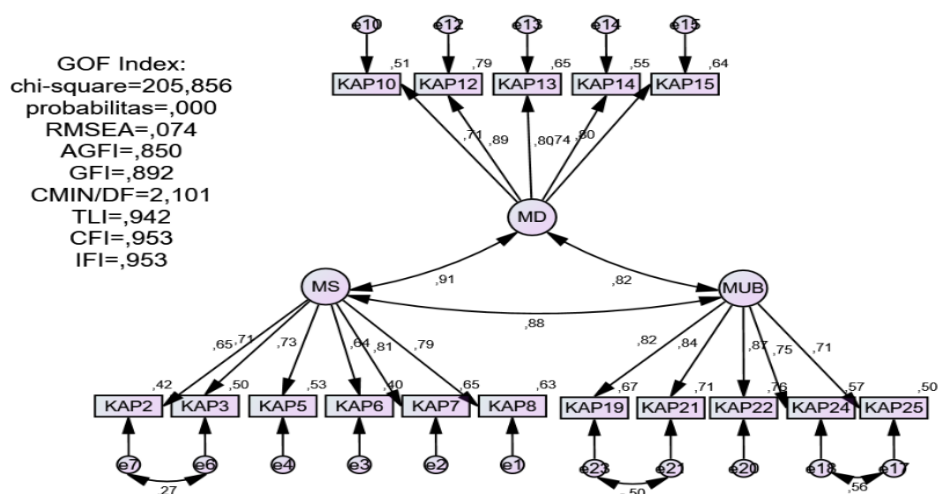 e10 e12 e13 e14 e15
GOF Index:
chi-square=205,856
probabilitas=,000
RMSEA=,074
AGFI=,850
GFI=,892
CMIN/DF=2,101
TLI=,942
CFI=,953
IFI=,953
,51 ,79 ,65 ,55 ,64
KAP10 KAP12 KAP13 KAP14 KAP15
,71 ,89 ,80 ,74 ,80
MD
,91 ,82
MS MUB
,88
,65 ,71 ,73 ,64 ,81 ,79
,82 ,84 ,87 ,75 ,71
,42 ,50 ,53 ,40 ,65 ,63
,67 ,71 ,76 ,57 ,50
KAP2 KAP3 KAP5 KAP6 KAP7 KAP8
KAP19 KAP21 KAP22 KAP24 KAP25
e7 e6 e4 e3 e2 e1
e23 e21 e20 e18 e17
,27 ,56